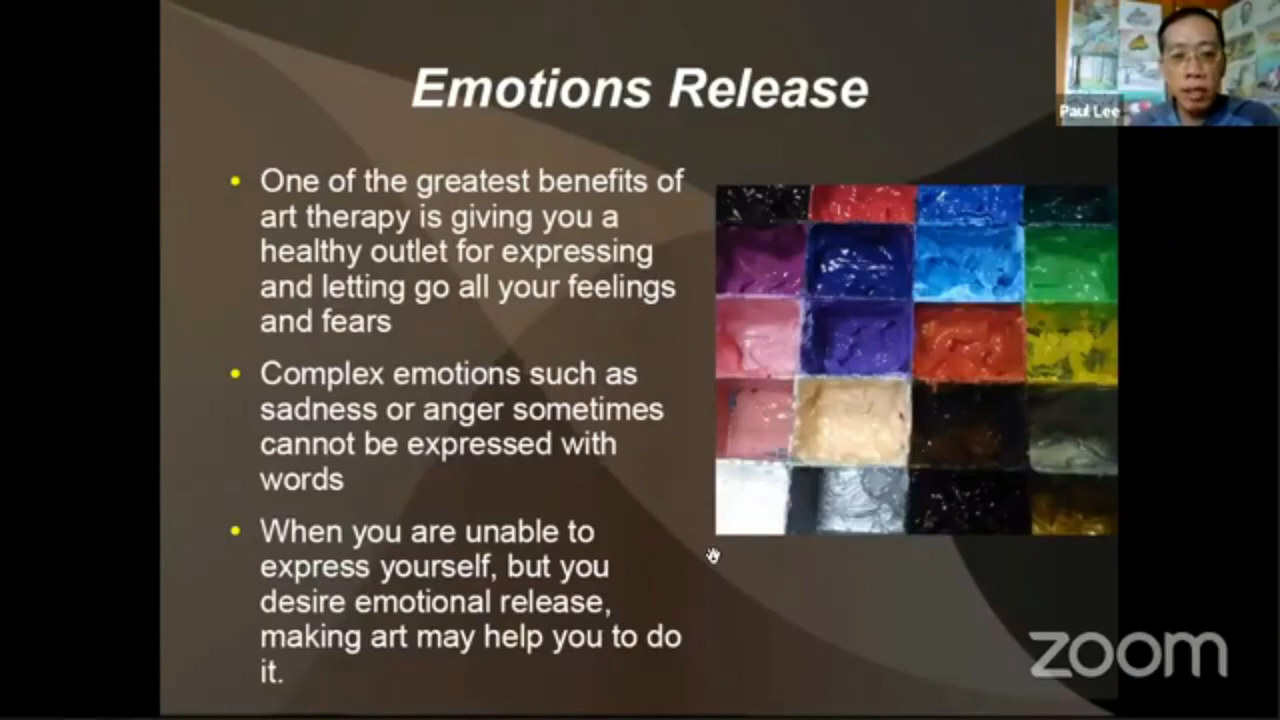 Emotions Release
Paul Lee
• One of the greatest benefits of
art therapy is giving you a
healthy outlet for expressing
and letting go all your feelings
and fears
• Complex emotions such as
sadness or anger sometimes
cannot be expressed with
words
• When you are unable to
express yourself, but you
desire emotional release,
making art may help you to do
it.
zoom